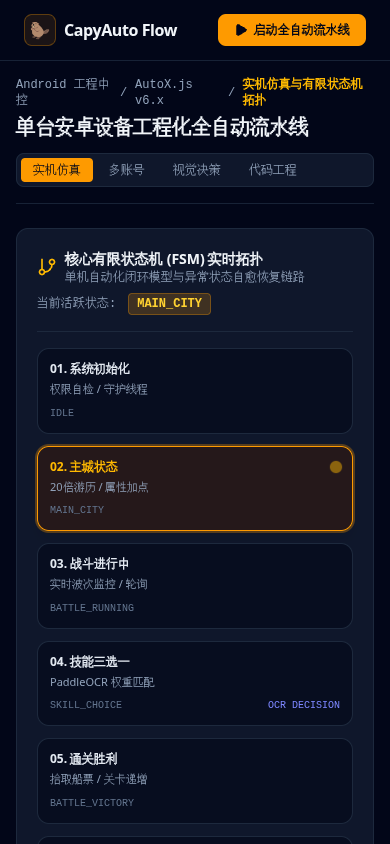 CapyAuto Flow
启动全自动流水线
Android 工程中控
/
AutoX.js v6.x
/
实机仿真与有限状态机拓扑
单台安卓设备工程化全自动流水线
实机仿真
多账号
视觉决策
代码工程
核心有限状态机 (FSM) 实时拓扑
单机自动化闭环模型与异常状态自愈恢复链路
当前活跃状态: MAIN_CITY
01. 系统初始化
权限自检 / 守护线程
IDLE
02. 主城状态
20倍游历 / 属性加点
MAIN_CITY
03. 战斗进行中
实时波次监控 / 轮询
BATTLE_RUNNING
04. 技能三选一
PaddleOCR 权重匹配
SKILL_CHOICE
OCR DECISION
05. 通关胜利
拾取船票 / 关卡递增
BATTLE_VICTORY